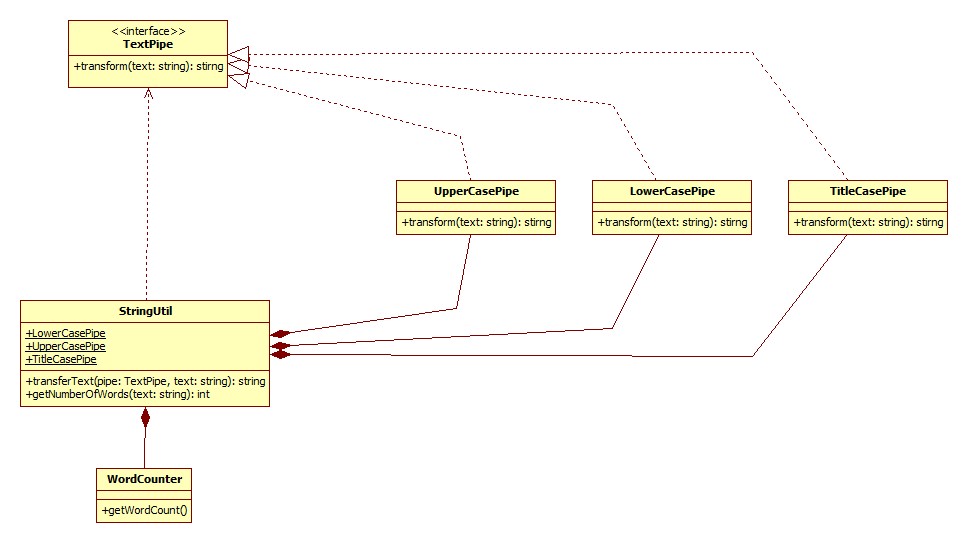 <<interface>>
TextPipe
+transform(text: string): stirng
UpperCasePipe
+transform(text: string): stirng
LowerCasePipe
+transform(text: string): stirng
TitleCasePipe
+transform(text: string): stirng
StringUtil
+LowerCasePipe
+UpperCasePipe
+TitleCasePipe
+transferText(pipe: TextPipe, text: string): string
+getNumberOfWords(text: string): int
WordCounter
+getWordCount()